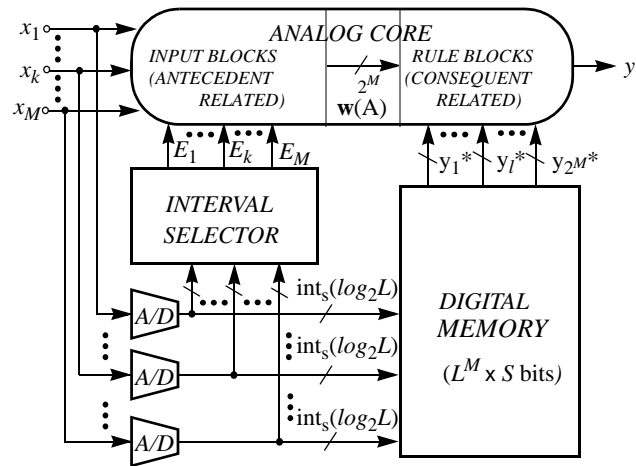 x1
ANALOG CORE
INPUT BLOCKS
(ANTECEDENT
RELATED)
RULE BLOCKS
(CONSEQUENT
RELATED)
xk
2^M
y
w(A)
xM
E1
Ek
EM
y1*
yl*
y2^M*
INTERVAL
SELECTOR
A/D
ints(log2L)
A/D
ints(log2L)
A/D
ints(log2L)
DIGITAL
MEMORY
(L^M x S bits)